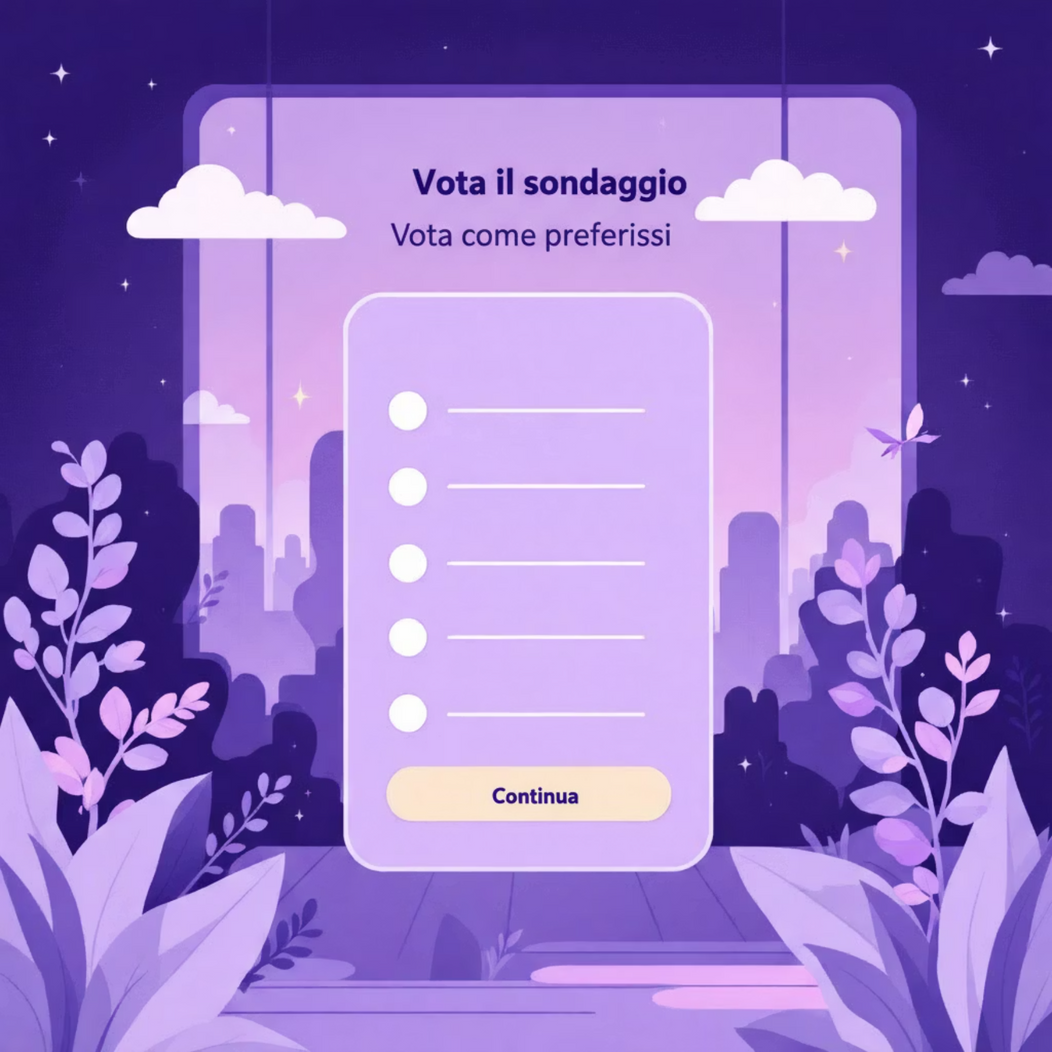 Vota il sondaggio
Vota come preferissi
Continua